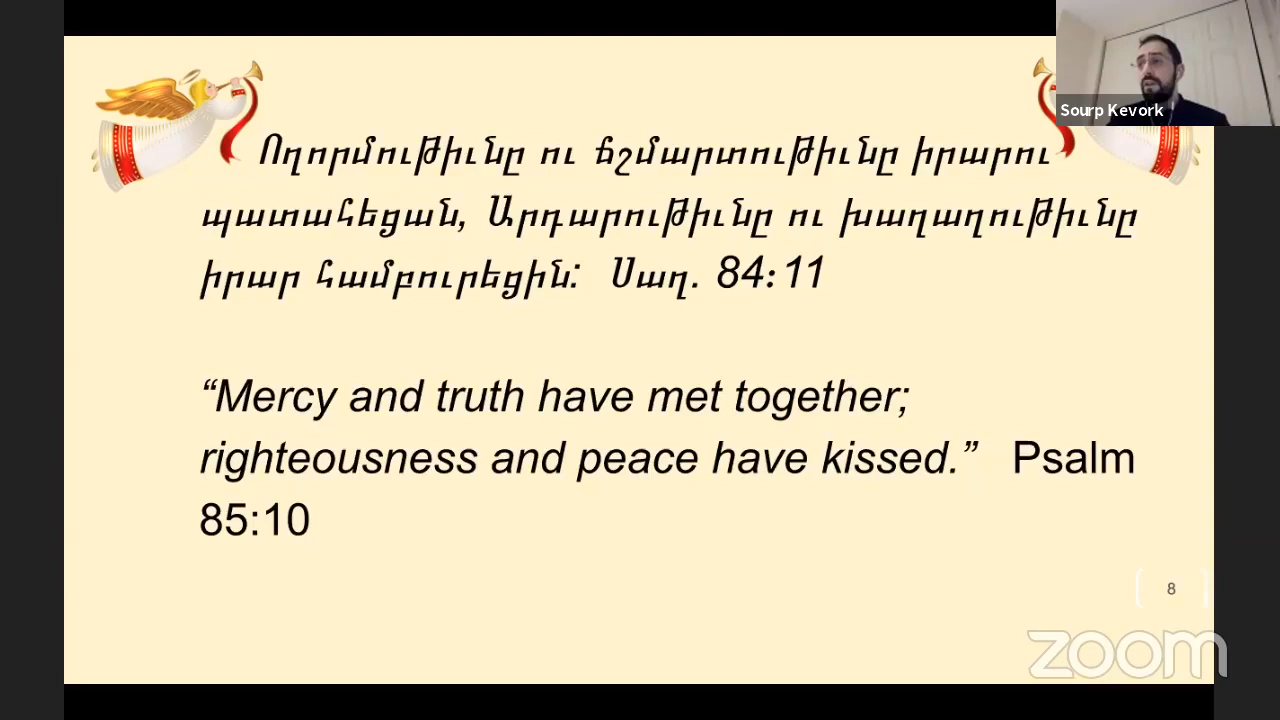 Ողորմութիւնը ու ճշմարտութիւնը իրարու
պատահեցան, Արդարութիւնը ու խաղաղութիւնը
իրար համբուրեցին: Սաղ. 84:11
“Mercy and truth have met together;
righteousness and peace have kissed.” Psalm
85:10
Sourp Kevork
8
zoom